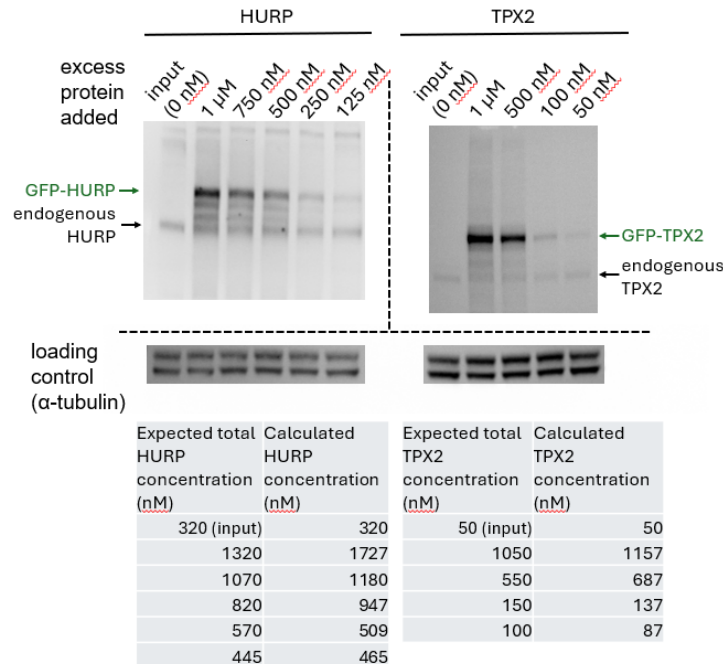 HURP
TPX2
excess
protein
added
input
(0 nM)
1 µM
750 nM
500 nM
250 nM
125 nM
input
(0 nM)
1 µM
500 nM
100 nM
50 nM
GFP-HURP
endogenous
HURP
GFP-TPX2
endogenous
TPX2
loading
control
(α-tubulin)
Expected total
HURP
concentration
(nM)
Calculated
HURP
concentration
(nM)
320 (input) 320
1320 1727
1070 1180
820 947
570 509
445 465
Expected total
TPX2
concentration
(nM)
Calculated
TPX2
concentration
(nM)
50 (input) 50
1050 1157
550 687
150 137
100 87